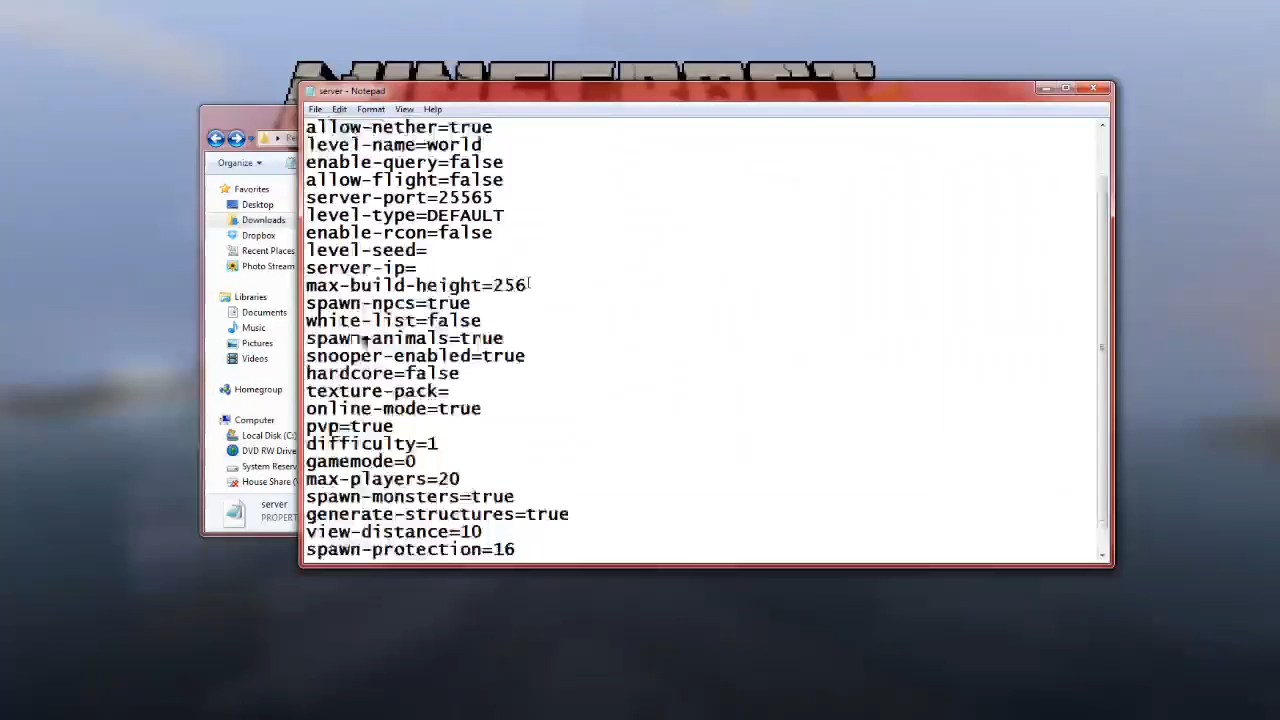 MINECRAFT
server - Notepad
File Edit Format View Help
allow-nether=true
level-name=world
enable-query=false
allow-flight=false
server-port=25565
level-type=DEFAULT
enable-rcon=false
level-seed=
server-ip=
max-build-height=256
spawn-npcs=true
white-list=false
spawn-animals=true
snooper-enabled=true
hardcore=false
texture-pack=
online-mode=true
pvp=true
difficulty=1
gamemode=0
max-players=20
spawn-monsters=true
generate-structures=true
view-distance=10
spawn-protection=16
Organize
Favorites
Desktop
Downloads
Dropbox
Recent Places
Photo Stream
Libraries
Documents
Music
Pictures
Videos
Homegroup
Computer
Local Disk (C:
DVD RW Drive
System Reserv
House Share (
server
PROPERT